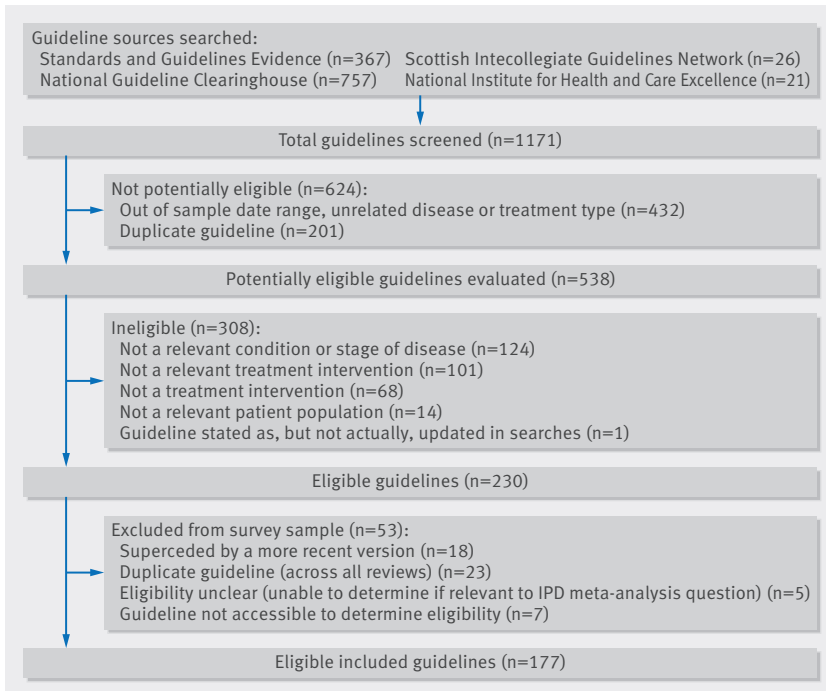 Guideline sources searched:
Standards and Guidelines Evidence (n=367) Scottish Intecollegiate Guidelines Network (n=26)
National Guideline Clearinghouse (n=757) National Institute for Health and Care Excellence (n=21)
Total guidelines screened (n=1171)
Not potentially eligible (n=624):
Out of sample date range, unrelated disease or treatment type (n=432)
Duplicate guideline (n=201)
Potentially eligible guidelines evaluated (n=538)
Ineligible (n=308):
Not a relevant condition or stage of disease (n=124)
Not a relevant treatment intervention (n=101)
Not a treatment intervention (n=68)
Not a relevant patient population (n=14)
Guideline stated as, but not actually, updated in searches (n=1)
Eligible guidelines (n=230)
Excluded from survey sample (n=53):
Superceded by a more recent version (n=18)
Duplicate guideline (across all reviews) (n=23)
Eligibility unclear (unable to determine if relevant to IPD meta-analysis question) (n=5)
Guideline not accessible to determine eligibility (n=7)
Eligible included guidelines (n=177)